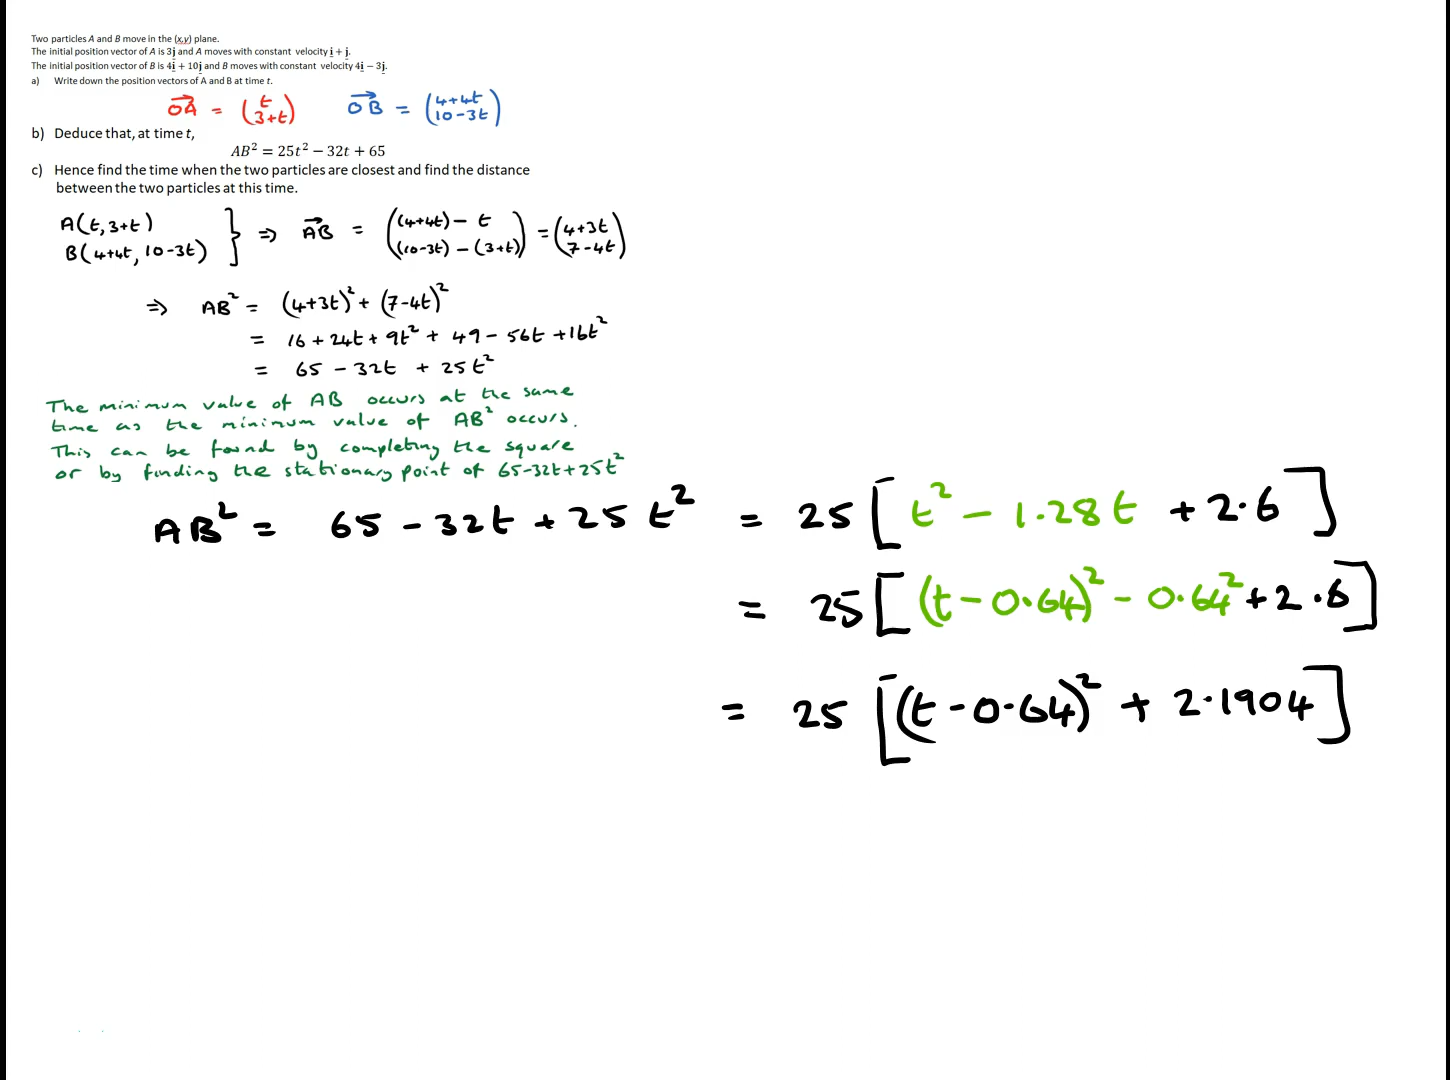 Two particles A and B move in the (x,y) plane.
The initial position vector of A is 3j and A moves with constant velocity i + j.
The initial position vector of B is 4i + 10j and B moves with constant velocity 4i − 3j.
a) Write down the position vectors of A and B at time t.
OA = (t 3+t) OB = (4+4t 10-3t)
b) Deduce that, at time t,
AB² = 25t² − 32t + 65
c) Hence find the time when the two particles are closest and find the distance
between the two particles at this time.
A(t, 3+t)
B(4+4t, 10-3t) } ⇒ AB = ((4+4t) - t (10-3t) - (3+t)) = (4+3t 7-4t)
⇒ AB² = (4+3t)² + (7-4t)²
= 16 + 24t + 9t² + 49 - 56t + 16t²
= 65 - 32t + 25t²
The minimum value of AB occurs at the same
time as the minimum value of AB² occurs.
This can be found by completing the square
or by finding the stationary point of 65-32t+25t²
AB² = 65 - 32t + 25t² = 25[t² - 1.28t + 2.6]
= 25[(t - 0.64)² - 0.64² + 2.6]
= 25[(t - 0.64)² + 2.1904]